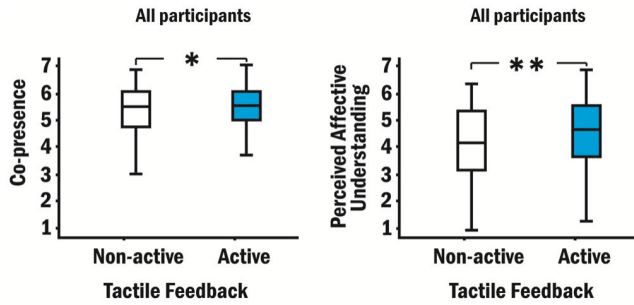 All participants
Co-presence
7
6
5
4
3
2
1
*
Non-active Active
Tactile Feedback
All participants
Perceived Affective
Understanding
7
6
5
4
3
2
1
**
Non-active Active
Tactile Feedback